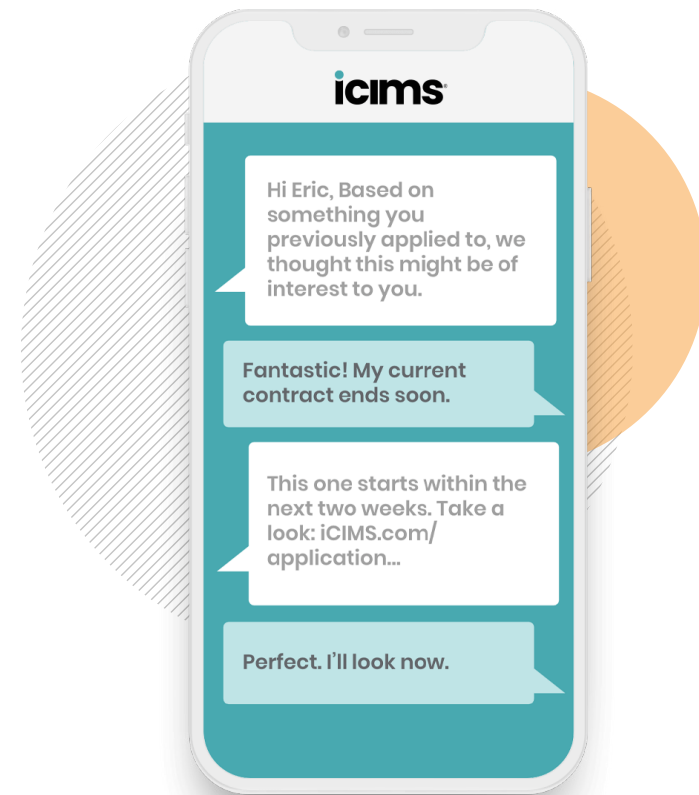 icims
Hi Eric, Based on
something you
previously applied to, we
thought this might be of
interest to you.
Fantastic! My current
contract ends soon.
This one starts within the
next two weeks. Take a
look: iCIMS.com/
application...
Perfect. I'll look now.